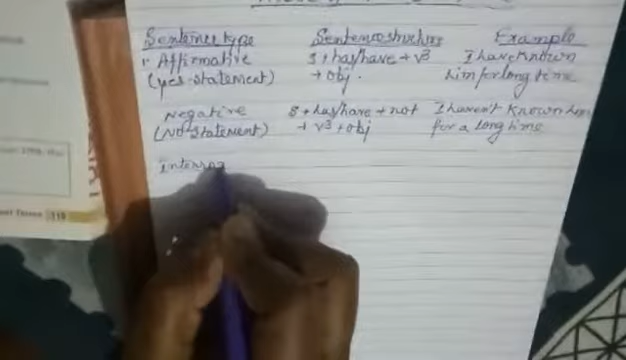 Sentence type Sentence structure Example
1. Affirmative S + has/have + V3 I have known
(yes-statement) + obj. him for long time
Negative S + has/have + not I haven't known him
(No-statement) + V3 + obj for a long time
interrog